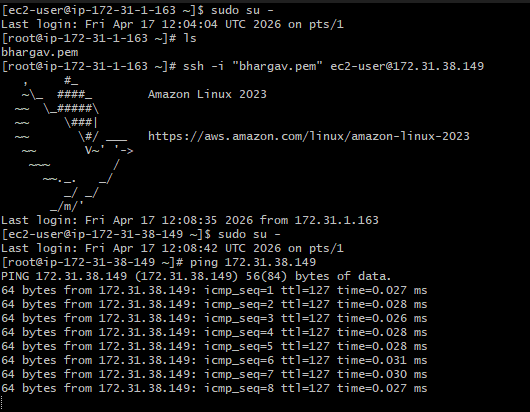 [ec2-user@ip-172-31-1-163 ~]$ sudo su -
Last login: Fri Apr 17 12:04:04 UTC 2026 on pts/1
[root@ip-172-31-1-163 ~]# ls
bhargav.pem
[root@ip-172-31-1-163 ~]# ssh -i "bhargav.pem" ec2-user@172.31.38.149
   ,     #_
   ~\_  ####_        Amazon Linux 2023
  ~~  \_#####\
  ~~     \###|
  ~~       \#/ ___   https://aws.amazon.com/linux/amazon-linux-2023
   ~~       V~' '->
    ~~~         /
      ~~._.   _/
         _/ _/
       _/m/'
Last login: Fri Apr 17 12:08:35 2026 from 172.31.1.163
[ec2-user@ip-172-31-38-149 ~]$ sudo su -
Last login: Fri Apr 17 12:08:42 UTC 2026 on pts/1
[root@ip-172-31-38-149 ~]# ping 172.31.38.149
PING 172.31.38.149 (172.31.38.149) 56(84) bytes of data.
64 bytes from 172.31.38.149: icmp_seq=1 ttl=127 time=0.027 ms
64 bytes from 172.31.38.149: icmp_seq=2 ttl=127 time=0.028 ms
64 bytes from 172.31.38.149: icmp_seq=3 ttl=127 time=0.026 ms
64 bytes from 172.31.38.149: icmp_seq=4 ttl=127 time=0.028 ms
64 bytes from 172.31.38.149: icmp_seq=5 ttl=127 time=0.028 ms
64 bytes from 172.31.38.149: icmp_seq=6 ttl=127 time=0.031 ms
64 bytes from 172.31.38.149: icmp_seq=7 ttl=127 time=0.030 ms
64 bytes from 172.31.38.149: icmp_seq=8 ttl=127 time=0.027 ms